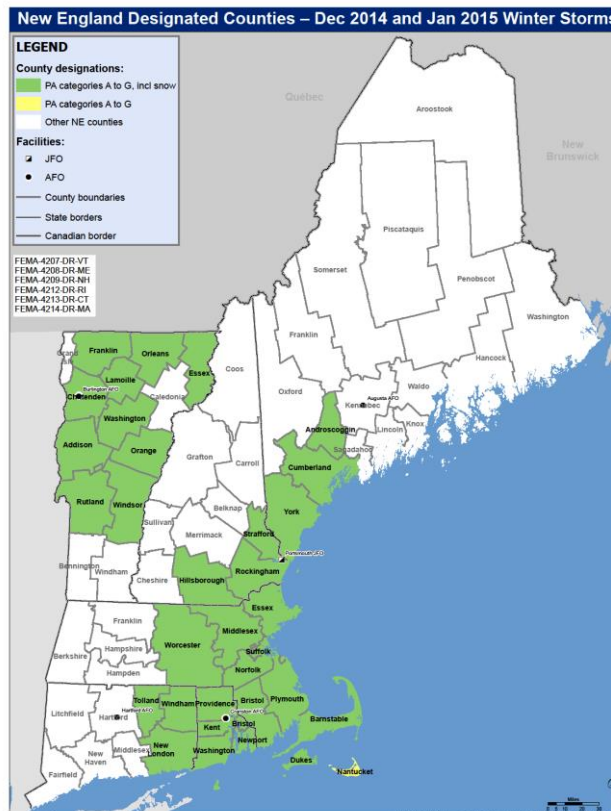 New England Designated Counties – Dec 2014 and Jan 2015 Winter Storms
LEGEND
County designations:
PA categories A to G, incl snow
PA categories A to G
Other NE counties
Facilities:
JFO
AFO
County boundaries
State borders
Canadian border
FEMA-4207-DR-VT
FEMA-4208-DR-ME
FEMA-4209-DR-NH
FEMA-4212-DR-RI
FEMA-4213-DR-CT
FEMA-4214-DR-MA
Québec
New
Brunswick
Aroostook
Piscataquis
Somerset
Penobscot
Washington
Franklin
Hancock
Oxford
Waldo
Kennebec
Augusta AFO
Knox
Lincoln
Androscoggin
Sagadahoc
Cumberland
York
Grand
Franklin
Orleans
Essex
Coos
Lamoille
Chittenden
Burlington AFO
Caledonia
Washington
Addison
Orange
Grafton
Carroll
Rutland
Windsor
Belknap
Sullivan
Merrimack
Strafford
Portsmouth JFO
Bennington
Windham
Cheshire
Hillsborough
Rockingham
Essex
Franklin
Middlesex
Worcester
Berkshire
Hampshire
Suffolk
Hampden
Norfolk
Tolland
Windham
Providence
Bristol
Plymouth
Litchfield
Hartford
Hartford AFO
Cranston AFO
Kent
Bristol
Barnstable
New
London
Middlesex
Washington
Newport
New
Haven
Fairfield
Dukes
Nantucket
Miles